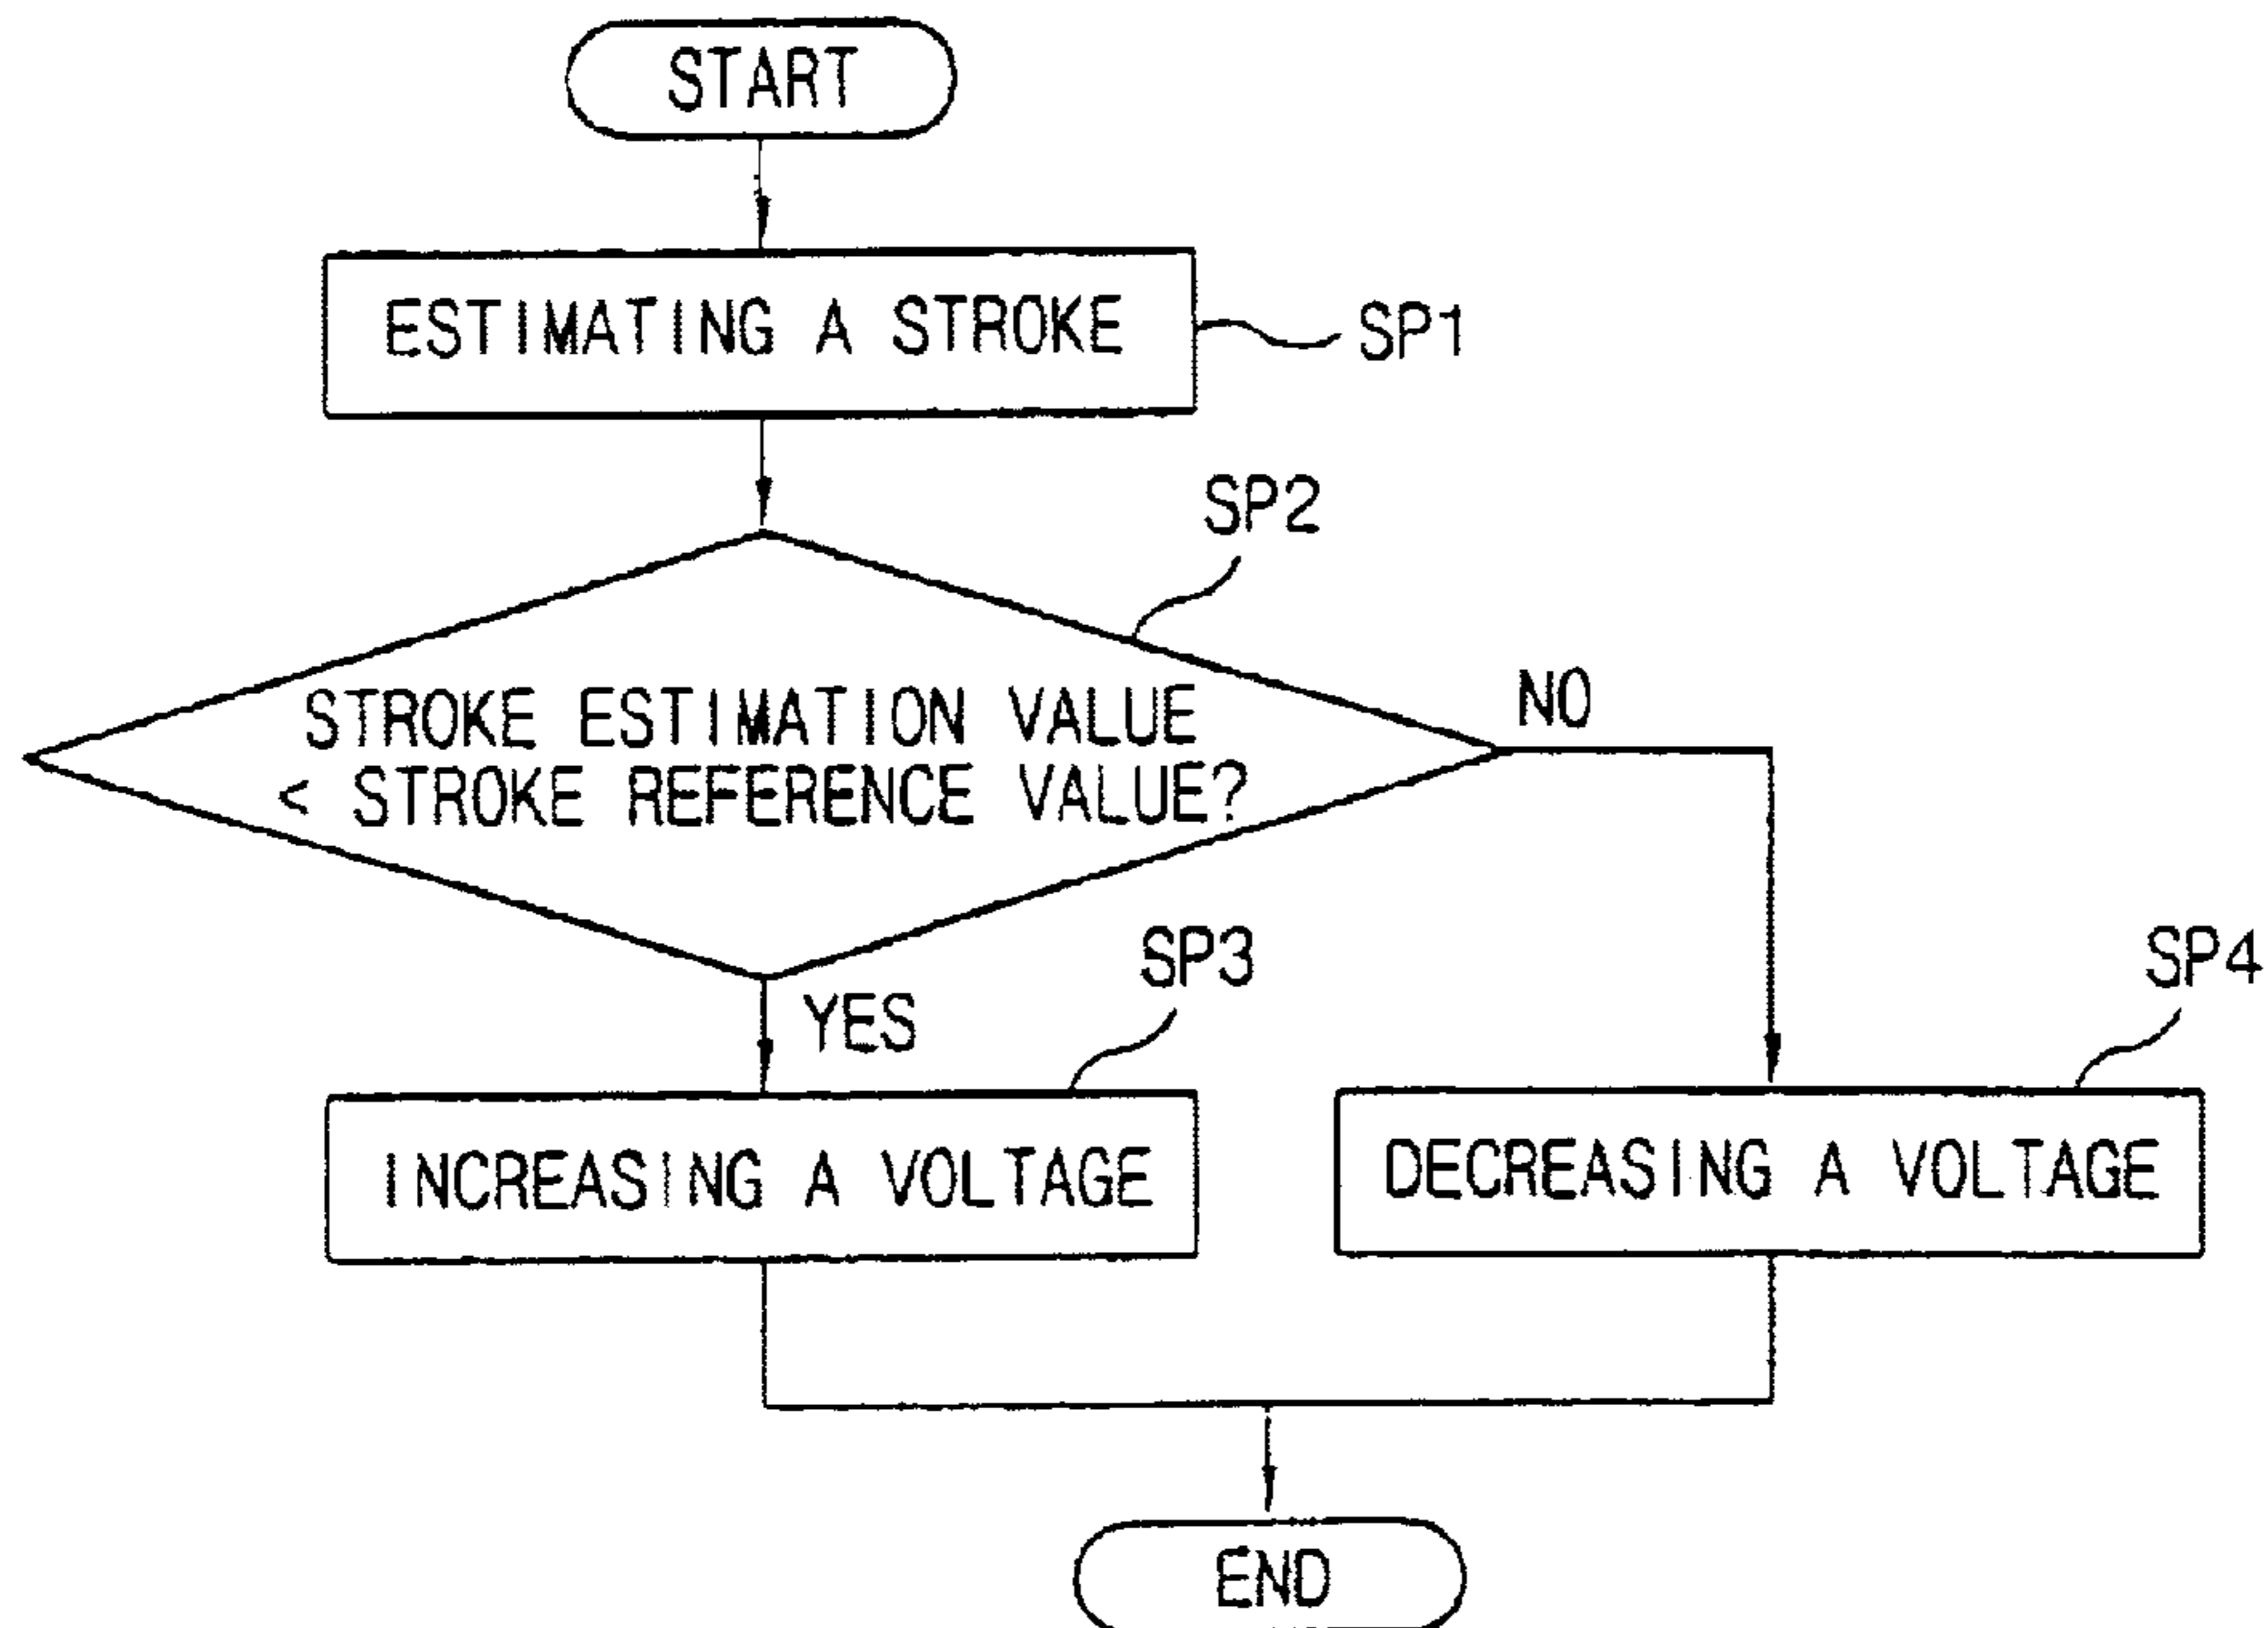 START
ESTIMATING A STROKE
SP1
SP2
STROKE ESTIMATION VALUE
< STROKE REFERENCE VALUE?
NO
YES
SP3
SP4
INCREASING A VOLTAGE
DECREASING A VOLTAGE
END